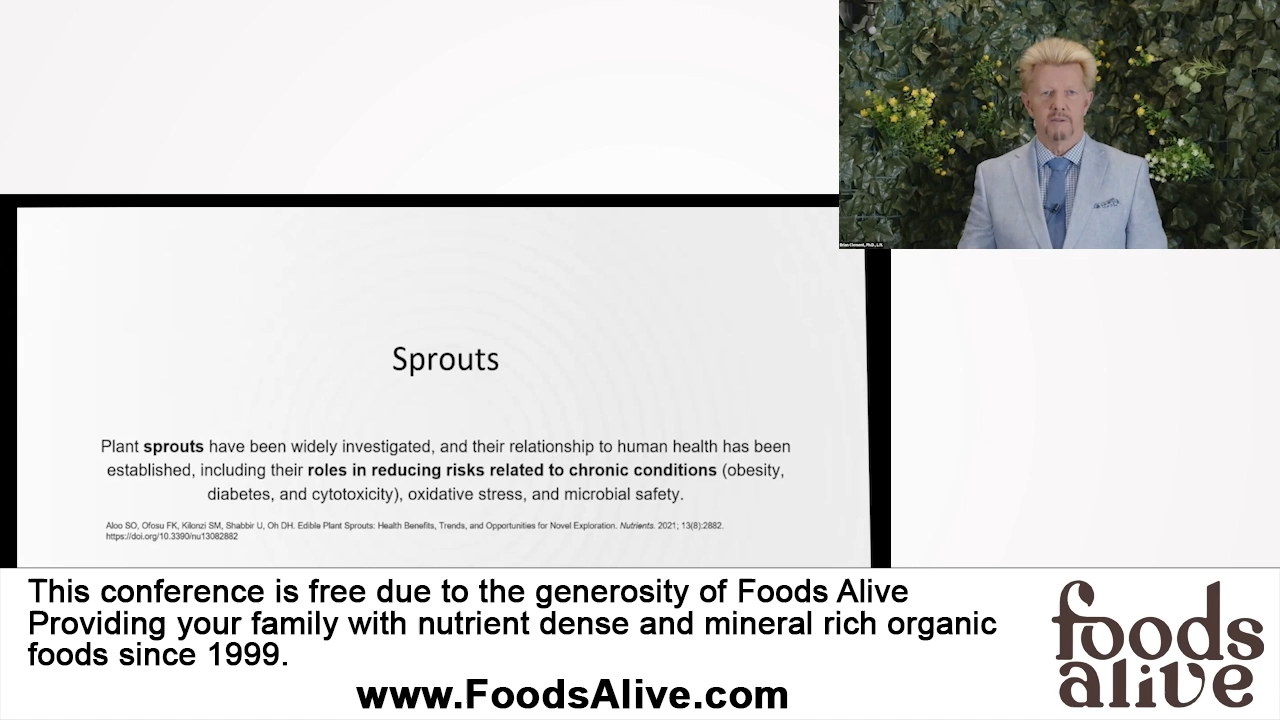 Brian Clement, Ph.D., L.N.
Sprouts
Plant sprouts have been widely investigated, and their relationship to human health has been
established, including their roles in reducing risks related to chronic conditions (obesity,
diabetes, and cytotoxicity), oxidative stress, and microbial safety.
Aloo SO, Ofosu FK, Kilonzi SM, Shabbir U, Oh DH. Edible Plant Sprouts: Health Benefits, Trends, and Opportunities for Novel Exploration. Nutrients. 2021; 13(8):2882.
https://doi.org/10.3390/nu13082882
This conference is free due to the generosity of Foods Alive
Providing your family with nutrient dense and mineral rich organic
foods since 1999.
www.FoodsAlive.com
foods
alive